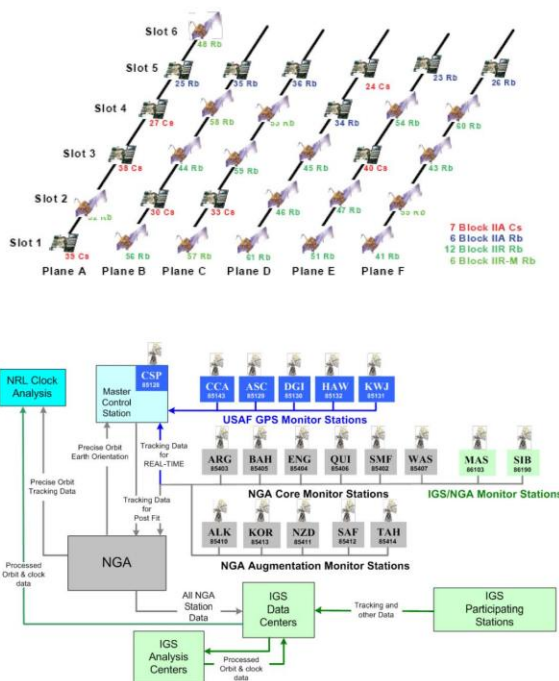 Slot 6
48 Rb
Slot 5
25 Rb 35 Rb 36 Rb 24 Cs 23 Rb 26 Rb
Slot 4
27 Cs 58 Rb 34 Rb 54 Rb 60 Rb
Slot 3
38 Cs 44 Rb 59 Rb 45 Rb 40 Cs 43 Rb
Slot 2
30 Cs 33 Cs 46 Rb 47 Rb
Slot 1
39 Cs 56 Rb 57 Rb 61 Rb 51 Rb 41 Rb
Plane A Plane B Plane C Plane D Plane E Plane F
7 Block IIA Cs
6 Block IIA Rb
12 Block IIR Rb
6 Block IIR-M Rb
NRL Clock
Analysis
Master
Control
Station
CSP
85128
CCA ASC DGI HAW KWJ
85143 85129 85130 85132 85131
USAF GPS Monitor Stations
Precise Orbit
Earth Orientation
Tracking Data
for
REAL-TIME
Precise Orbit
Tracking Data
Tracking Data
for
Post Fit
ARG BAH ENG QUI SMF WAS MAS SIB
85403 85405 85404 85406 85402 85407 86103 86190
NGA Core Monitor Stations IGS/NGA Monitor Stations
ALK KOR NZD SAF TAH
85410 85413 85411 85412 85414
NGA Augmentation Monitor Stations
NGA
Processed
Orbit & clock
data
All NGA
Station
Data
IGS
Data
Centers
Tracking and
other Data
IGS
Participating
Stations
IGS
Analysis
Centers
Processed
Orbit & clock
data